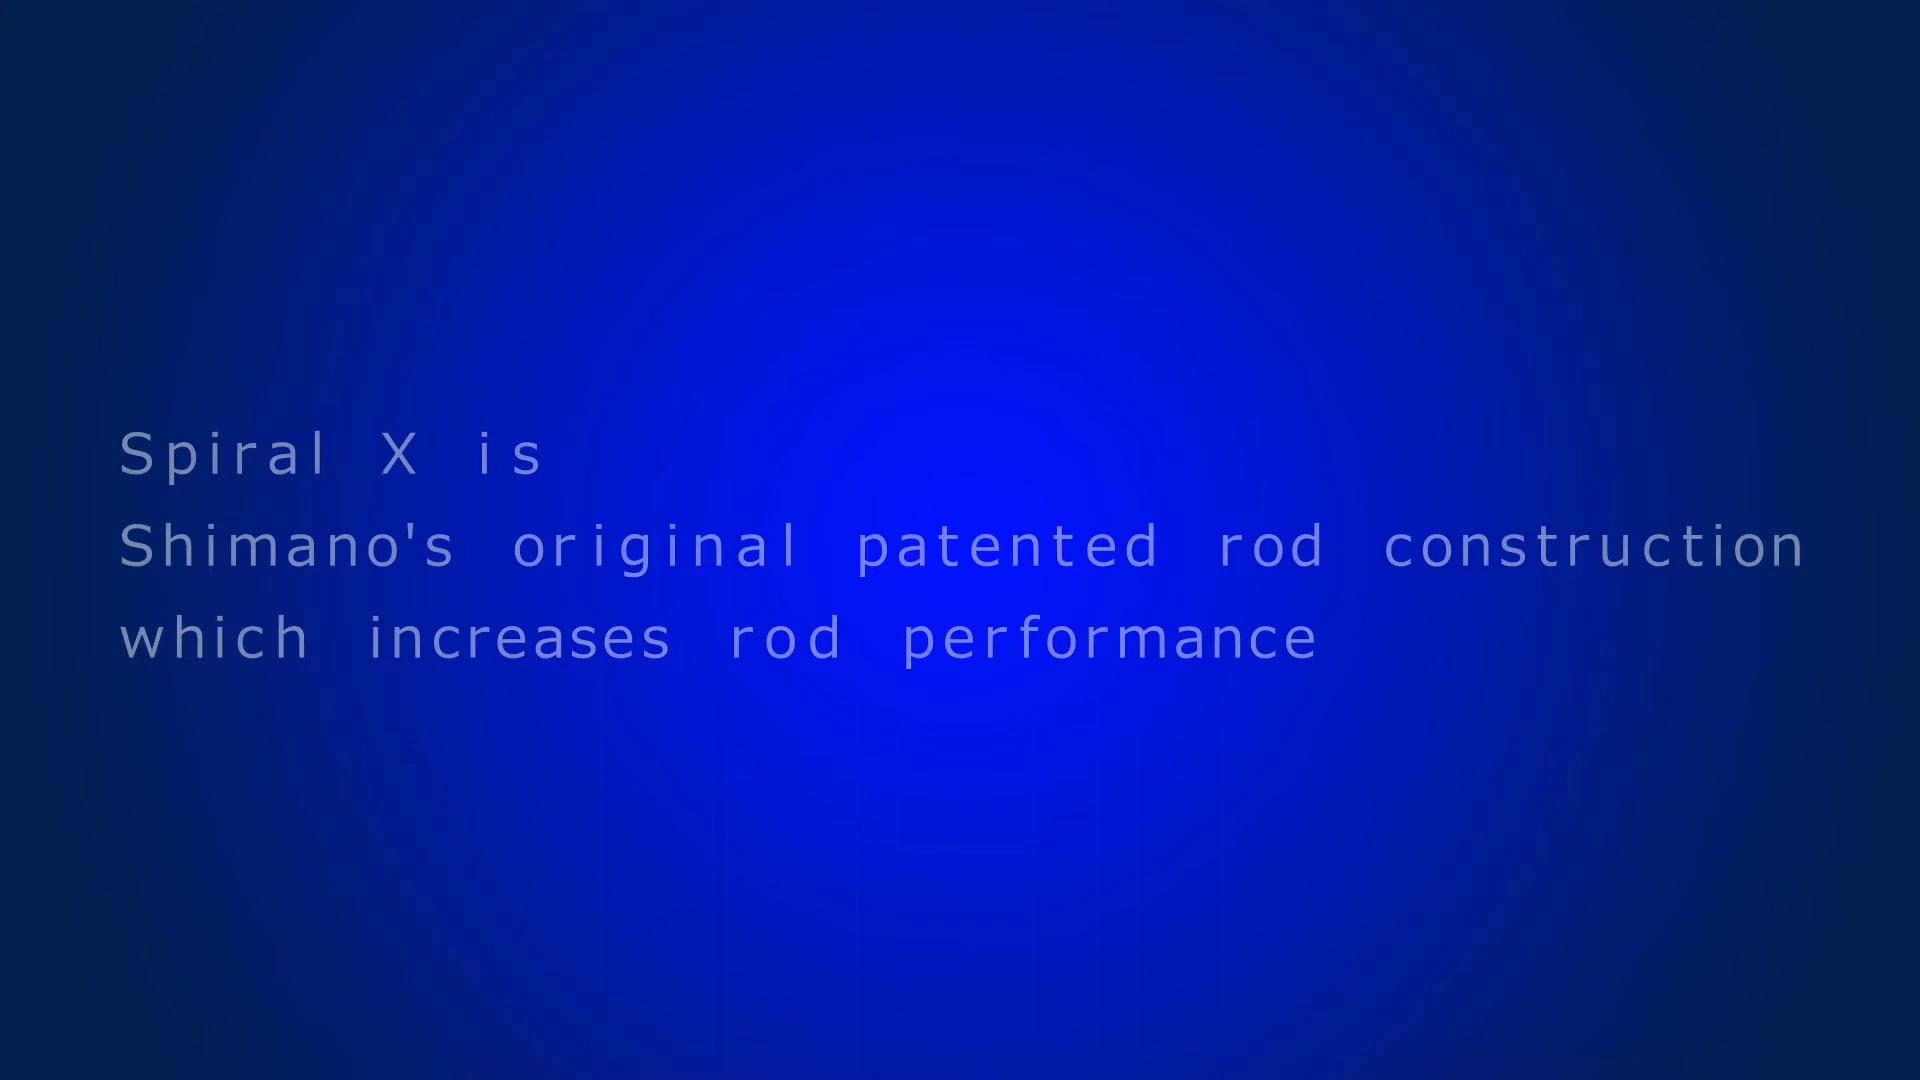 Spiral X is
Shimano's original patented rod construction
which increases rod performance